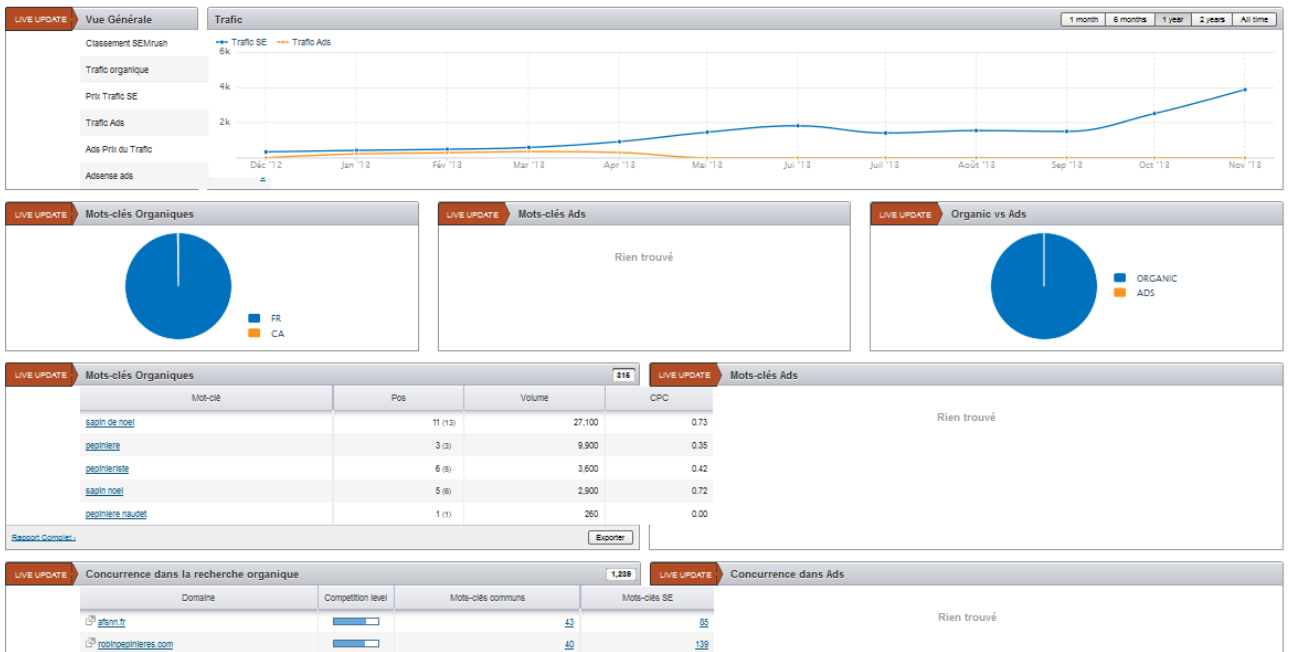 LIVE UPDATE Vue Générale
Classement SEMrush
Trafic organique
Prix Trafic SE
Trafic Ads
Ads Prix du Trafic
Adsense ads
Trafic 1 month 6 months 1 year 2 years All time
Trafic SE Trafic Ads
6k
4k
2k
Déc '12 Jan '13 Fév '13 Mar '13 Apr '13 Mai '13 Jui '13 Juil '13 Août '13 Sep '13 Oct '13 Nov '13
LIVE UPDATE Mots-clés Organiques
FR
CA
LIVE UPDATE Mots-clés Ads
Rien trouvé
LIVE UPDATE Organic vs Ads
ORGANIC
ADS
LIVE UPDATE Mots-clés Organiques 316
Mot-clé Pos Volume CPC
sapin de noel 11 (13) 27,100 0.73
pepiniere 3 (3) 9,900 0.35
pepinieriste 6 (6) 3,600 0.42
sapin noel 5 (6) 2,900 0.72
pepiniere naudet 1 (1) 260 0.00
Rapport Complet › Exporter
LIVE UPDATE Mots-clés Ads
Rien trouvé
LIVE UPDATE Concurrence dans la recherche organique 1,239
Domaine Competition level Mots-clés communs Mots-clés SE
afsnn.fr 43 85
robinpepinieres.com 40 139
LIVE UPDATE Concurrence dans Ads
Rien trouvé